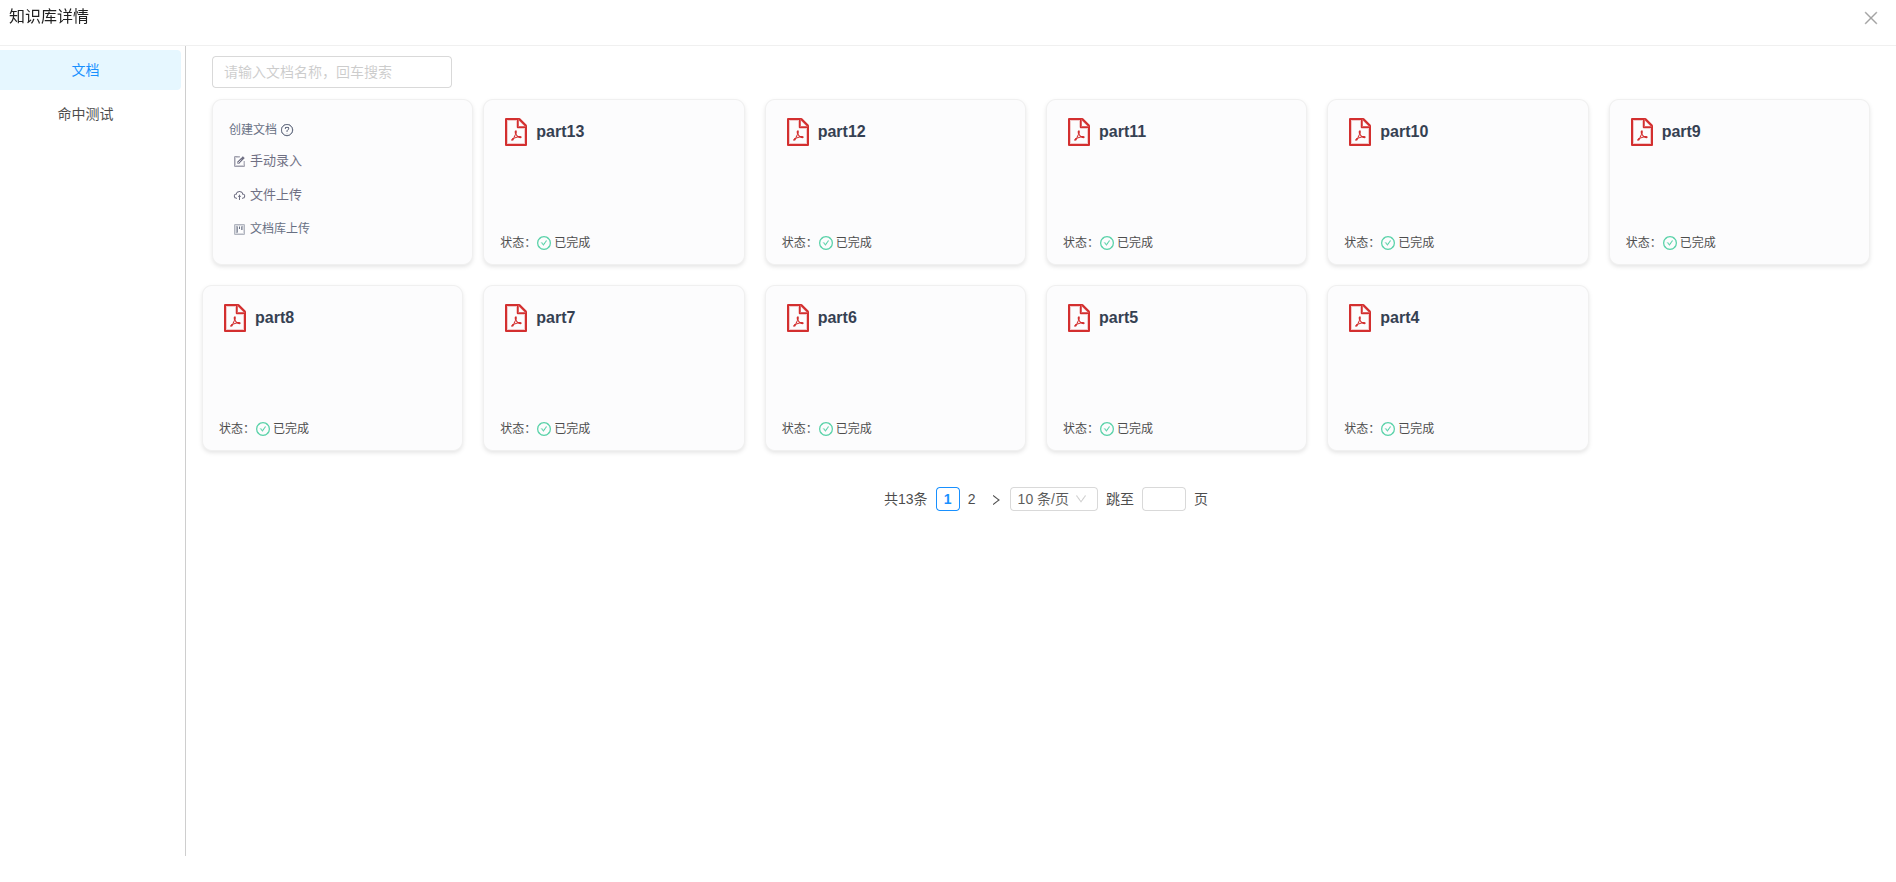 知识库详情
文档
命中测试
请输入文档名称，回车搜索
创建文档
手动录入
文件上传
文档库上传
part13
状态：已完成
part12
状态：已完成
part11
状态：已完成
part10
状态：已完成
part9
状态：已完成
part8
状态：已完成
part7
状态：已完成
part6
状态：已完成
part5
状态：已完成
part4
状态：已完成
共13条 1 2 > 10 条/页 跳至 页